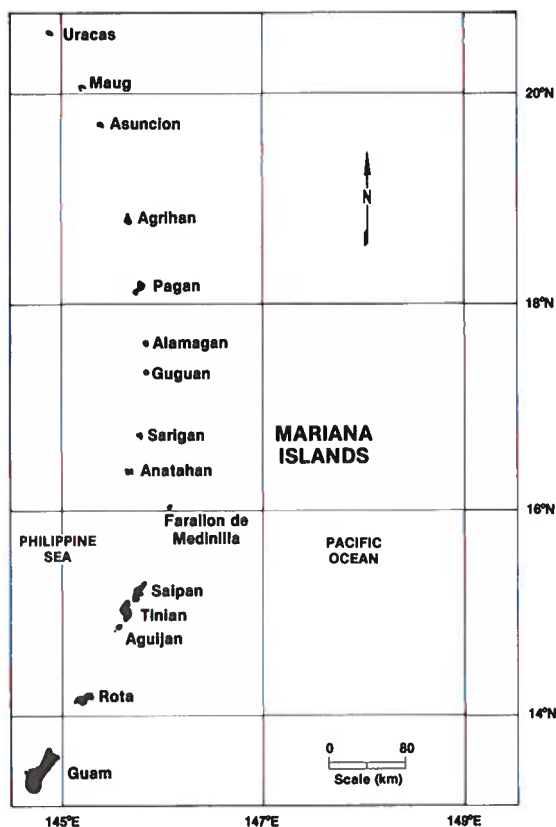 Uracas
Maug
20°N
Asuncion
N
Agrihan
Pagan
18°N
Alamagan
Guguan
Sarigan
MARIANA
ISLANDS
Anatahan
16°N
Farallon de
Medinilla
PHILIPPINE
SEA
PACIFIC
OCEAN
Saipan
Tinian
Aguijan
Rota
14°N
0 80
Scale (km)
Guam
145°E 147°E 149°E